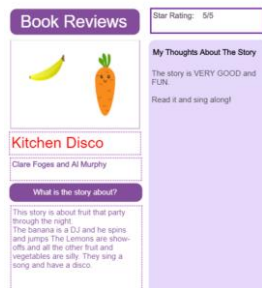 Book Reviews
Kitchen Disco
Clare Foges and Al Murphy
What is the story about?
This story is about fruit that party
through the night.
The banana is a DJ and he spins
and jumps The Lemons are show-
offs and all the other fruit and
vegetables are silly. They sing a
song and have a disco.
Star Rating: 5/5
My Thoughts About The Story
The story is VERY GOOD and
FUN.
Read it and sing along!